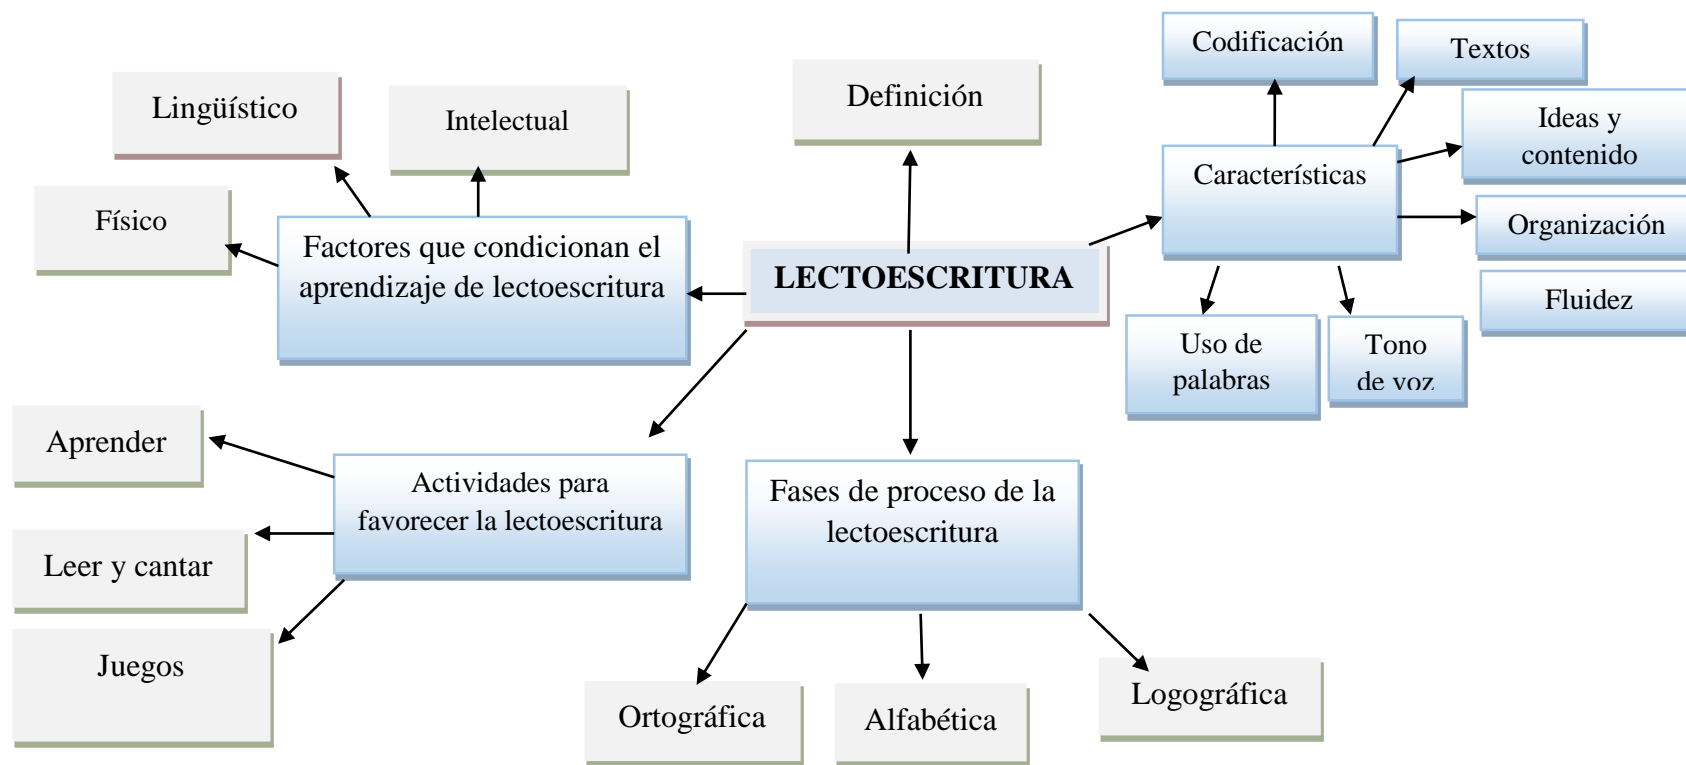 Codificación
Textos
Definición
Lingüístico
Intelectual
Ideas y
contenido
Características
Físico
Organización
Factores que condicionan el
aprendizaje de lectoescritura
LECTOESCRITURA
Fluidez
Uso de
palabras
Tono
de voz
Aprender
Actividades para
favorecer la lectoescritura
Fases de proceso de la
lectoescritura
Leer y cantar
Juegos
Ortográfica
Alfabética
Logográfica